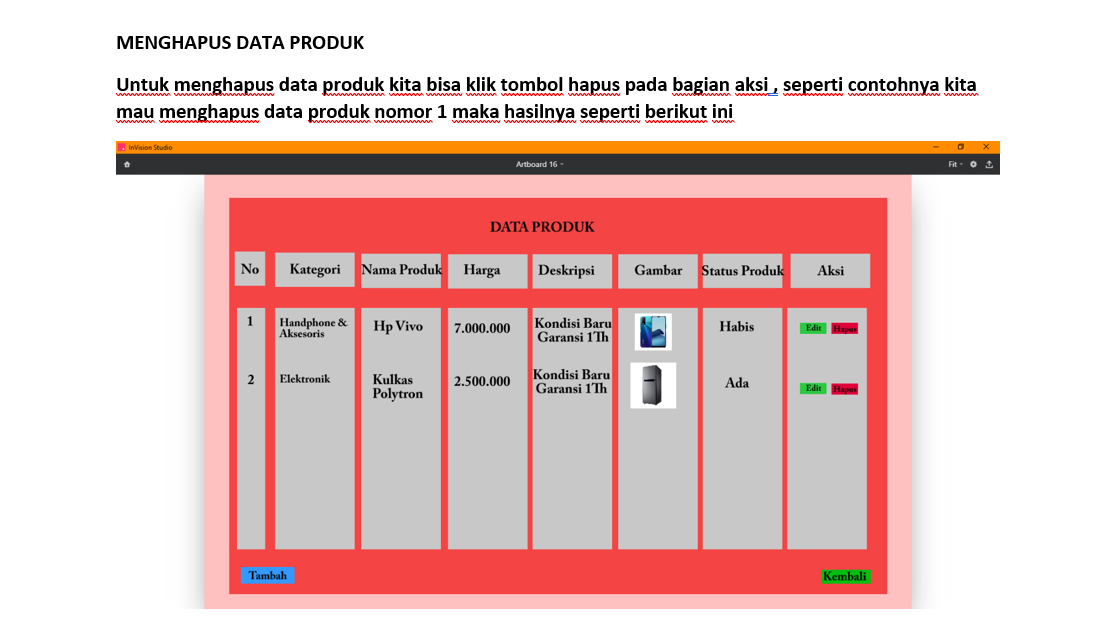 MENGHAPUS DATA PRODUK
Untuk menghapus data produk kita bisa klik tombol hapus pada bagian aksi , seperti contohnya kita
mau menghapus data produk nomor 1 maka hasilnya seperti berikut ini
InVision Studio
Artboard 16
Fit
DATA PRODUK
No Kategori Nama Produk Harga Deskripsi Gambar Status Produk Aksi
1 Handphone & Hp Vivo 7.000.000 Kondisi Baru Habis Edit Hapus
Aksesoris Garansi 1Th
2 Elektronik Kulkas 2.500.000 Kondisi Baru Ada Edit Hapus
Polytron Garansi 1Th
Tambah Kembali